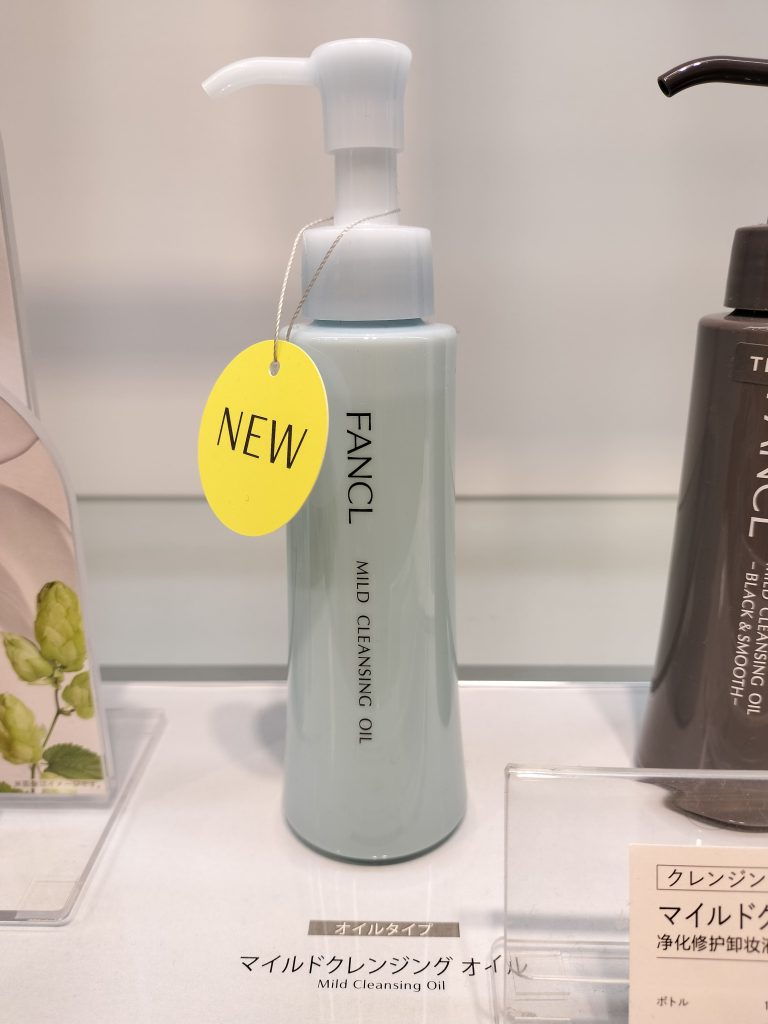 NEW
FANCL
MILD CLEANSING OIL
オイルタイプ
マイルドクレンジング オイル
Mild Cleansing Oil
FANCL
MILD CLEANSING OIL
-BLACK & SMOOTH-
クレンジン
マイルドク
净化修护卸妆液
ボトル